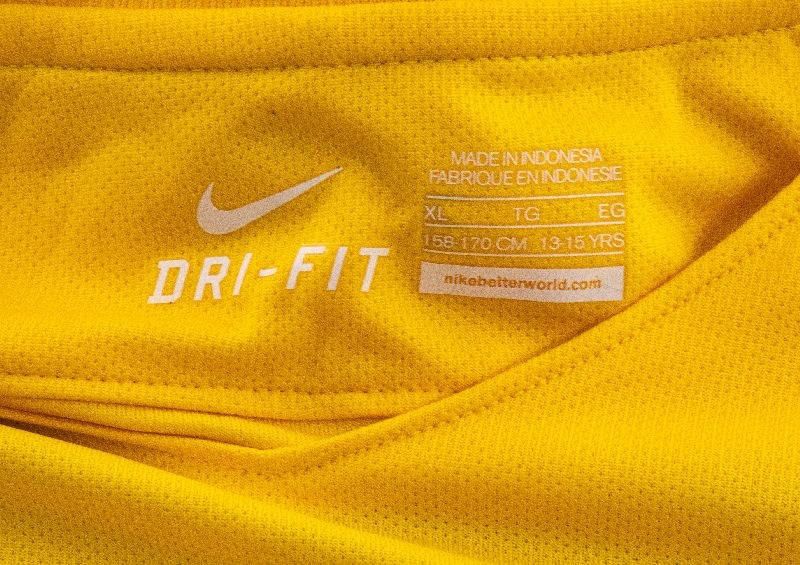 DRI-FIT
MADE IN INDONESIA
FABRIQUE EN INDONESIE
XL TG EG
158-170 CM 13-15 YRS
nikebetterworld.com